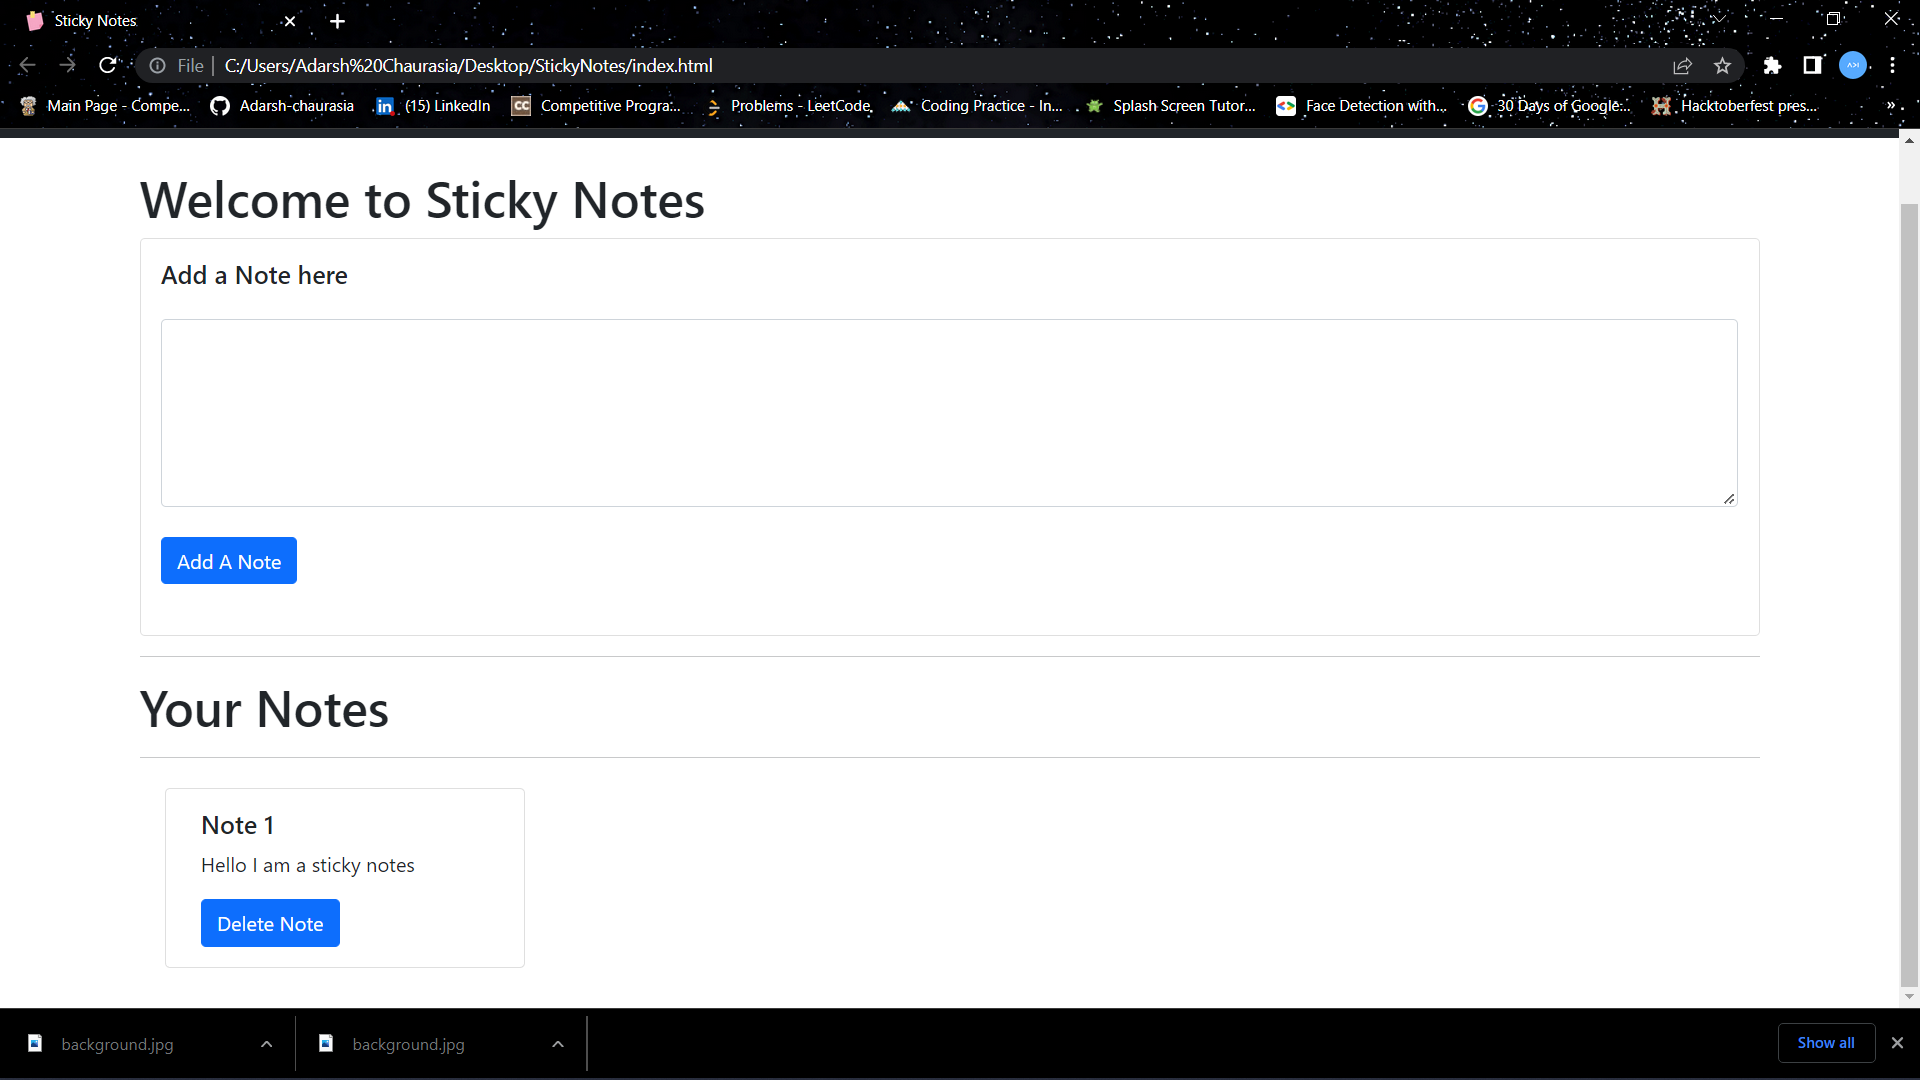 Sticky Notes
File
C:/Users/Adarsh%20Chaurasia/Desktop/StickyNotes/index.html
Main Page - Compe... Adarsh-chaurasia (15) LinkedIn Competitive Progra... Problems - LeetCode Coding Practice - In... Splash Screen Tutor... Face Detection with... 30 Days of Google:... Hacktoberfest pres... »
Welcome to Sticky Notes
Add a Note here
Add A Note
Your Notes
Note 1
Hello I am a sticky notes
Delete Note
background.jpg background.jpg Show all